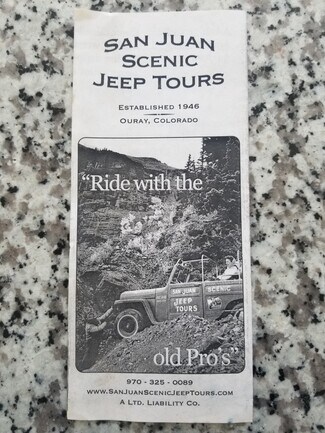 SAN JUAN
SCENIC
JEEP TOURS
ESTABLISHED 1946
OURAY, COLORADO
"Ride with the
SAN JUAN SCENIC
JEEP
TOURS
old Pro's"
970 - 325 - 0089
WWW.SANJUANSCENICJEEPTOURS.COM
A LTD. LIABILITY CO.